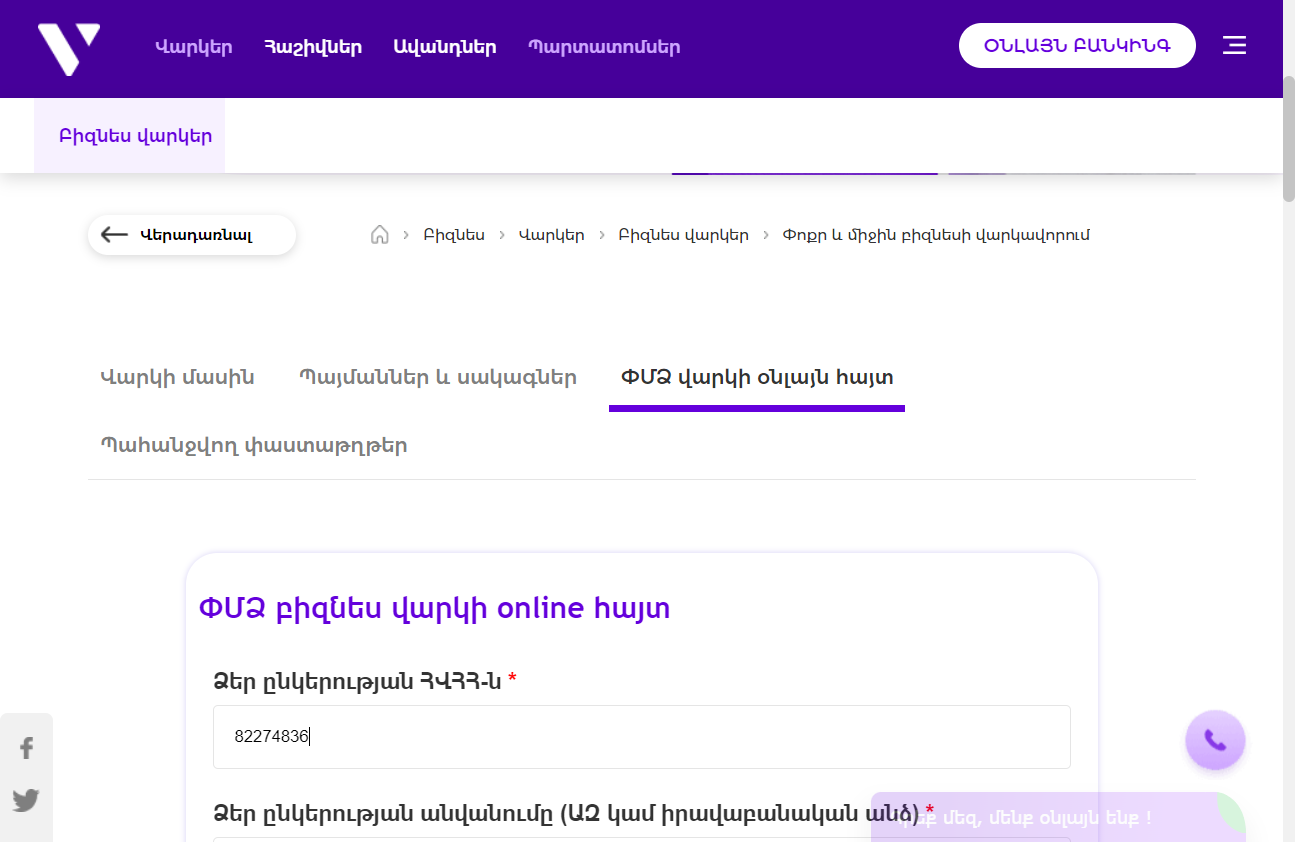 Վարկեր Հաշիվներ Ավանդներ Պարտատոմսեր ՕՆԼԱՅՆ ԲԱՆԿԻՆԳ
Բիզնես վարկեր
Վերադառնալ Բիզնես Վարկեր Բիզնես վարկեր Փոքր և միջին բիզնեսի վարկավորում
Վարկի մասին Պայմաններ և սակագներ ՓՄՁ վարկի օնլայն հայտ
Պահանջվող փաստաթղթեր
ՓՄՁ բիզնես վարկի online հայտ
Ձեր ընկերության ՀՎՀՀ-ն *
82274836
Ձեր ընկերության անվանումը (ԱՁ կամ իրավաբանական անձ) *
մեզ, մենք օնլայն ենք !